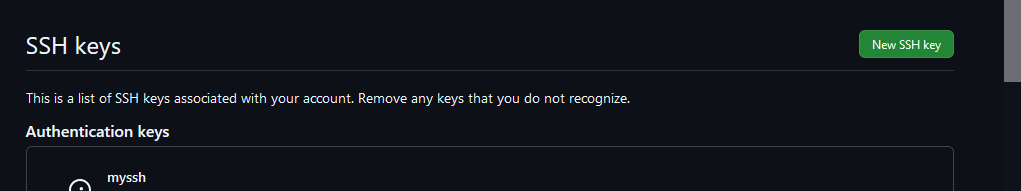 SSH keys
New SSH key
This is a list of SSH keys associated with your account. Remove any keys that you do not recognize.
Authentication keys
myssh